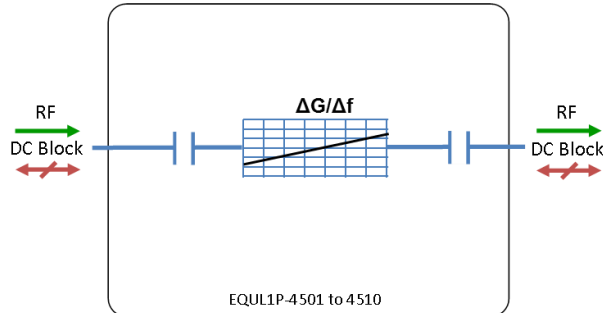 ΔG/Δf
RF
DC Block
RF
DC Block
EQUL1P-4501 to 4510